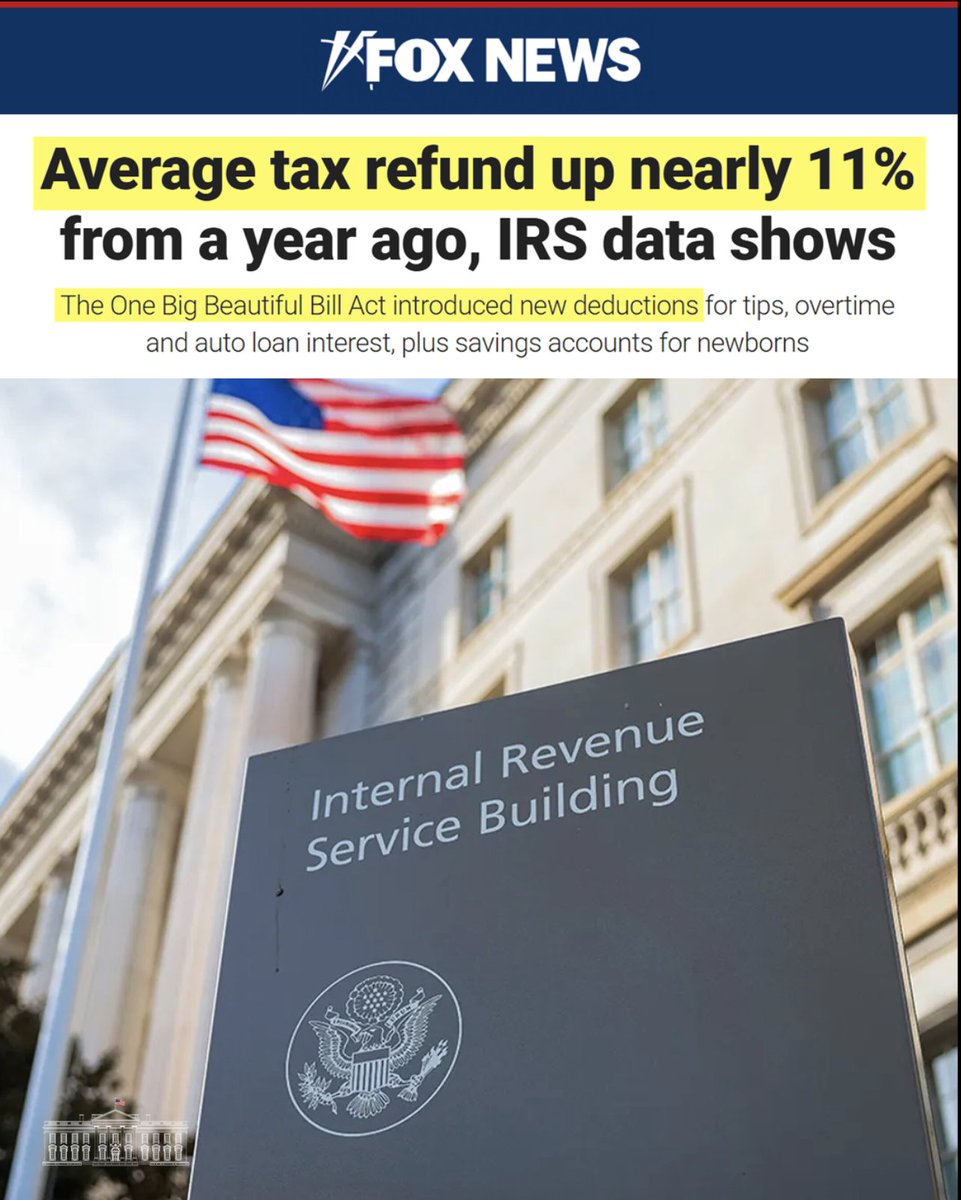 FOX NEWS
Average tax refund up nearly 11%
from a year ago, IRS data shows
The One Big Beautiful Bill Act introduced new deductions for tips, overtime
and auto loan interest, plus savings accounts for newborns
Internal Revenue
Service Building